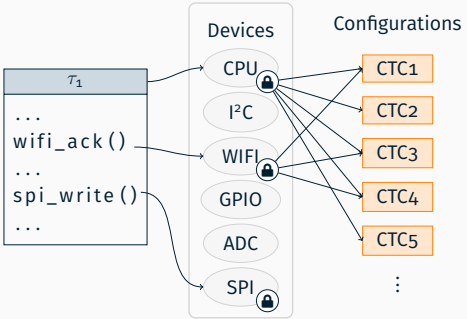 Devices
Configurations
τ1
...
wifi_ack()
...
spi_write()
...
CPU
I²C
WIFI
GPIO
ADC
SPI
CTC1
CTC2
CTC3
CTC4
CTC5
⋮